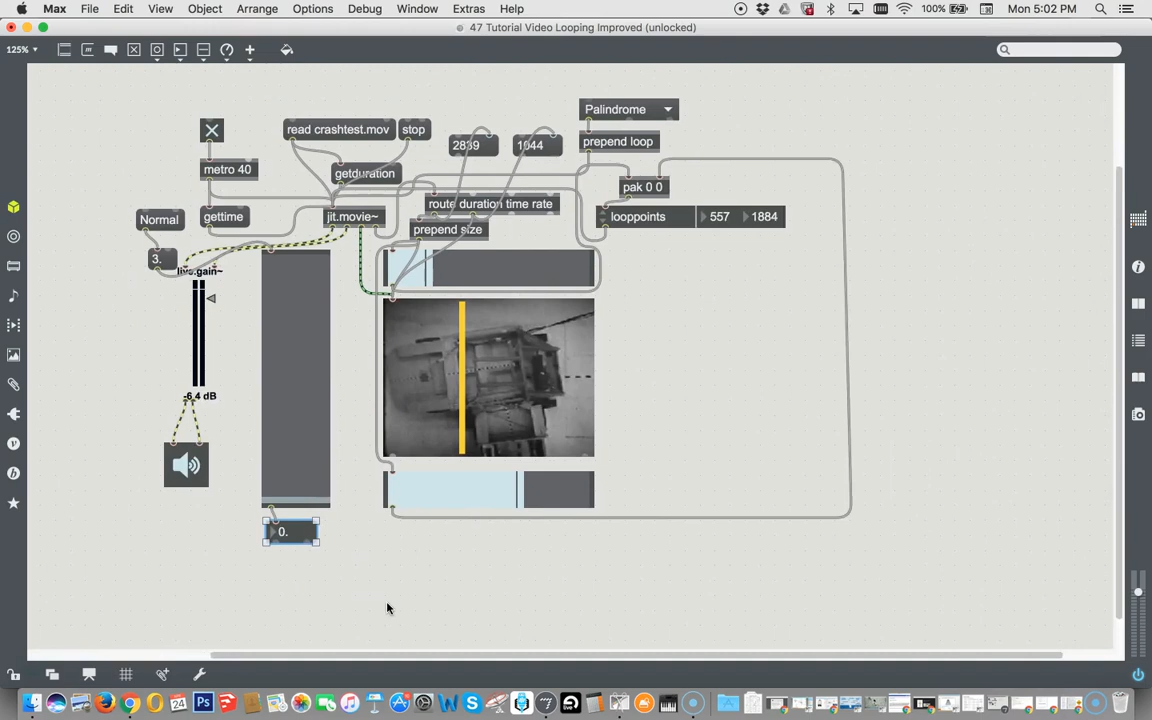 Max File Edit View Object Arrange Options Debug Window Extras Help
100% Mon 5:02 PM
47 Tutorial Video Looping Improved (unlocked)
125%
Palindrome
read crashtest.mov stop
prepend loop
2839 1044
metro 40
getduration
pak 0 0
route duration time rate
Normal
gettime
jit.movie~
looppoints 557 1884
prepend size
3.
live.gain~
-6.4 dB
0.